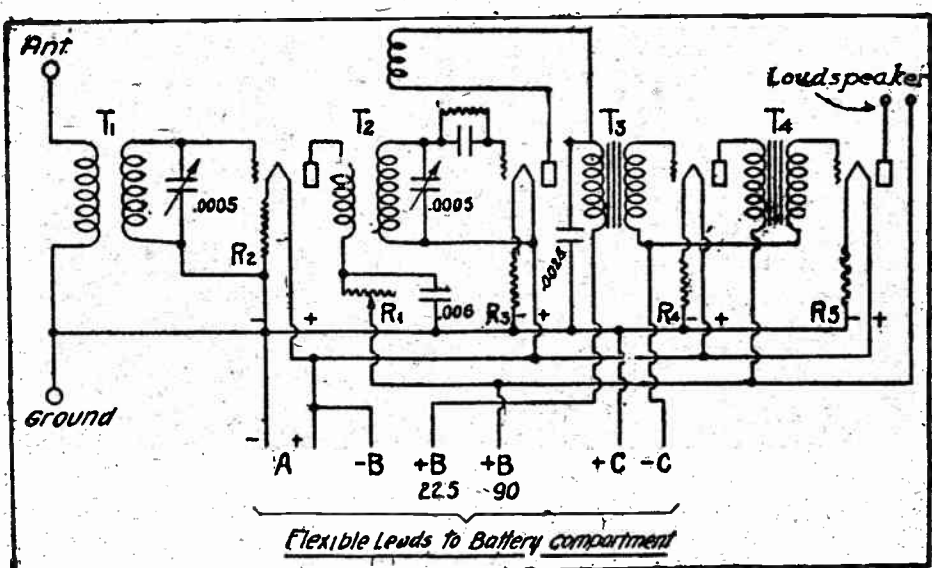 Ant.
Loudspeaker
T1
T2
T3
T4
.0005
.0005
.0025
R2
R1
.006
R3
R4
R5
-
+
-
+
-
+
-
+
Ground
-
A
+
-B
+B
+B
+C
-C
22.5
90
Flexible Leads to Battery compartment